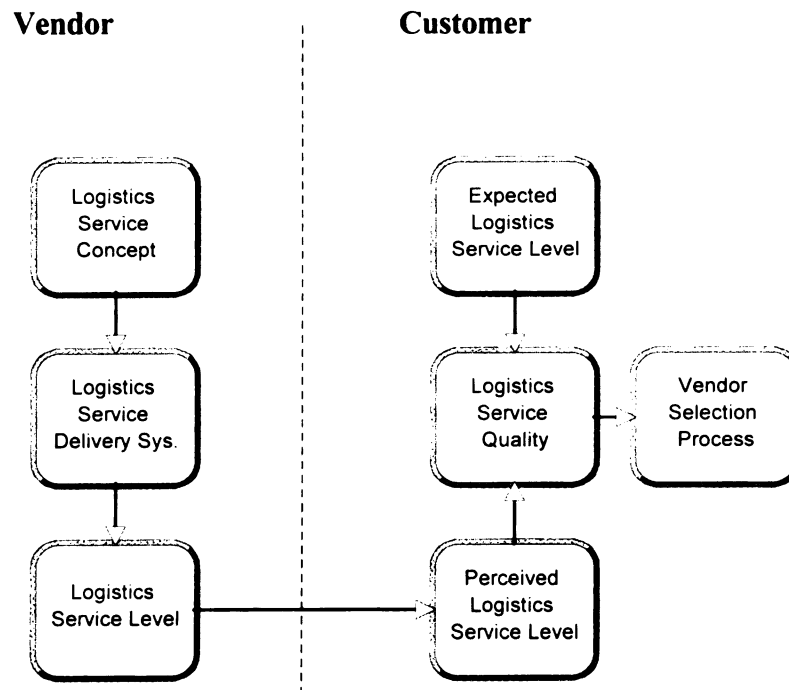 Vendor
Customer
Logistics
Service
Concept
Expected
Logistics
Service Level
Logistics
Service
Delivery Sys.
Logistics
Service
Quality
Vendor
Selection
Process
Logistics
Service Level
Perceived
Logistics
Service Level